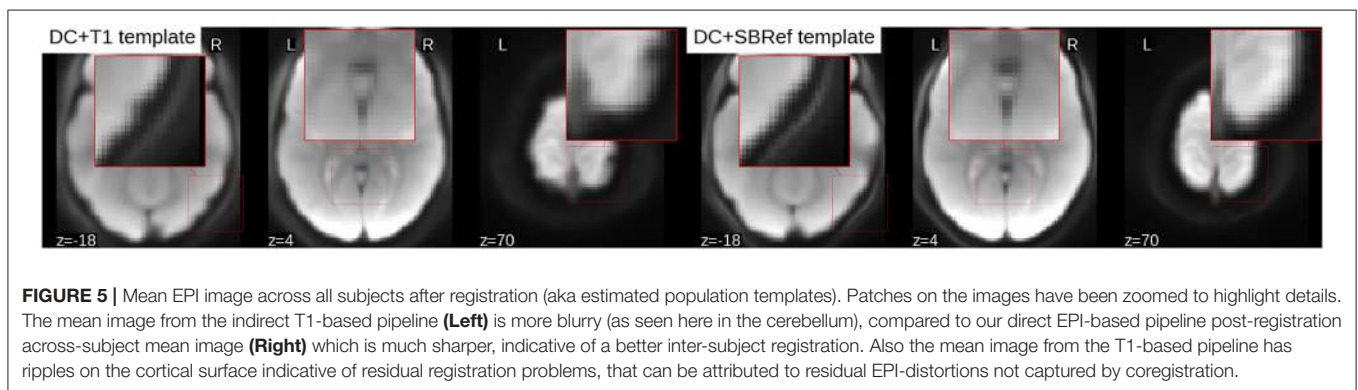 DC+T1 template R L R L DC+SBRef template L R L
z=-18 z=4 z=70 z=-18 z=4 z=70
FIGURE 5 | Mean EPI image across all subjects after registration (aka estimated population templates). Patches on the images have been zoomed to highlight details.
The mean image from the indirect T1-based pipeline (Left) is more blurry (as seen here in the cerebellum), compared to our direct EPI-based pipeline post-registration
across-subject mean image (Right) which is much sharper, indicative of a better inter-subject registration. Also the mean image from the T1-based pipeline has
ripples on the cortical surface indicative of residual registration problems, that can be attributed to residual EPI-distortions not captured by coregistration.